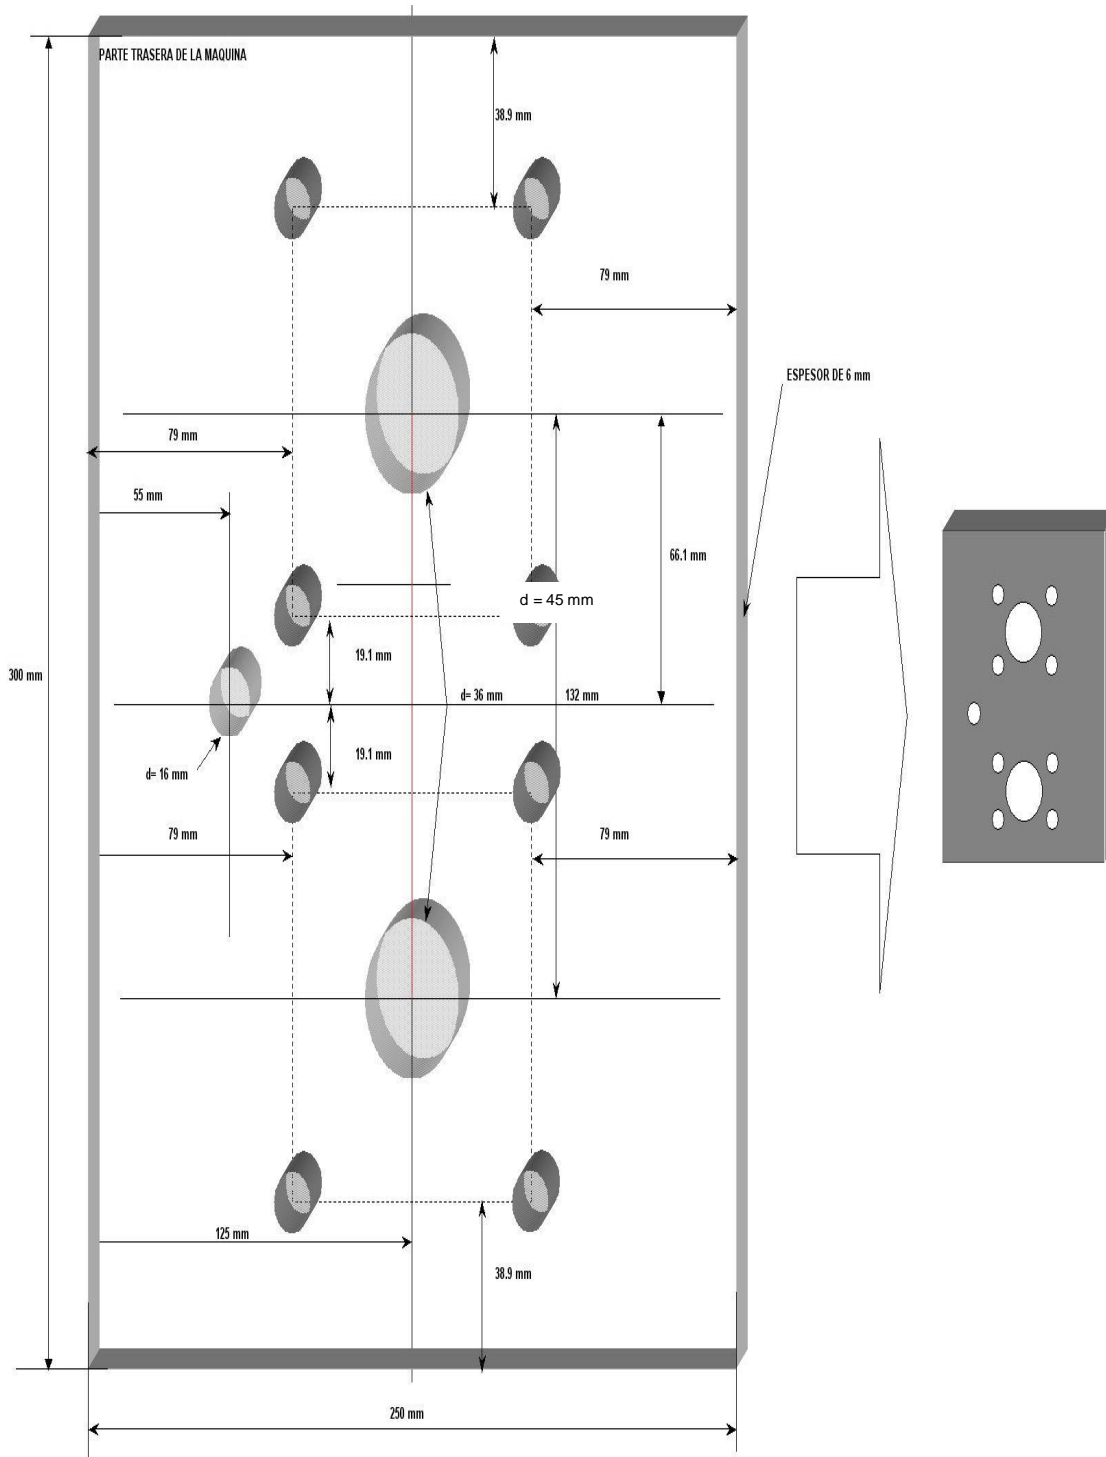 PARTE TRASERA DE LA MAQUINA
38.9 mm
79 mm
ESPESOR DE 6 mm
79 mm
55 mm
66.1 mm
d = 45 mm
19.1 mm
300 mm
d= 36 mm
132 mm
19.1 mm
d= 16 mm
79 mm
79 mm
125 mm
38.9 mm
250 mm